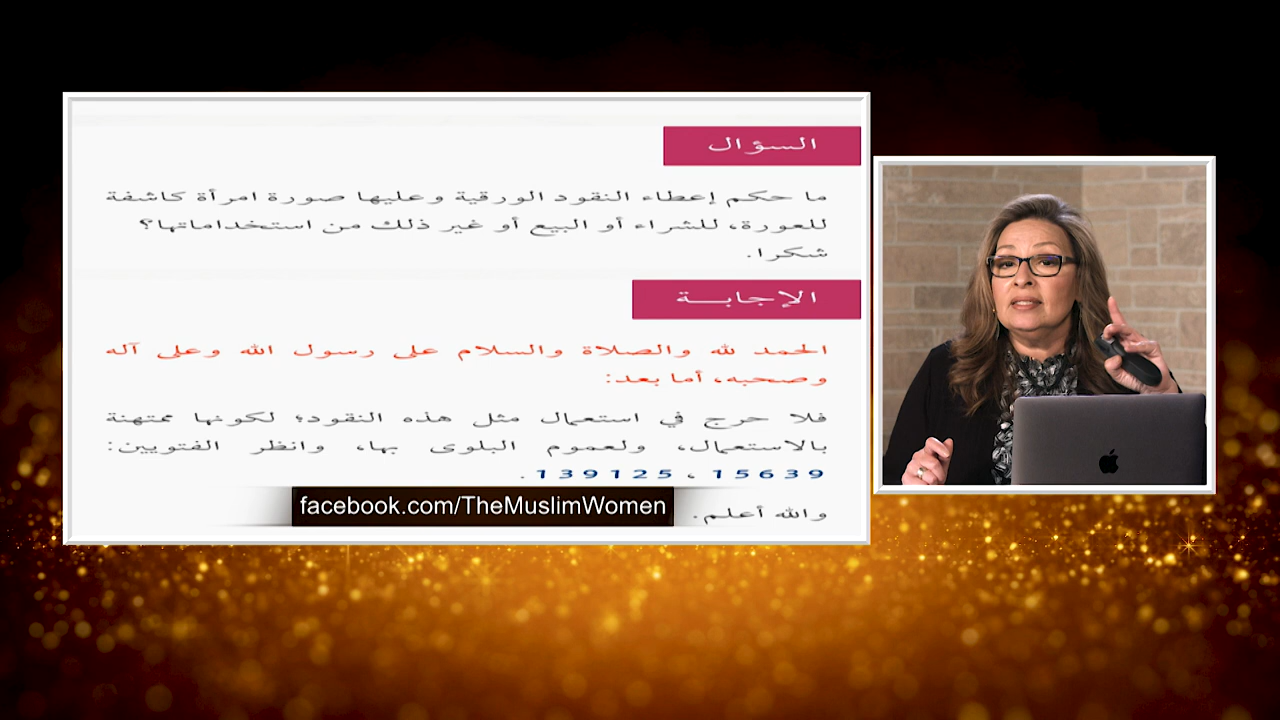 السؤال
ما حكم إعطاء النقود الورقية وعليها صورة امرأة كاشفة
للعورة، للشراء أو البيع أو غير ذلك من استخداماتها؟
شكرا.
الإجابــة
الحمد لله والصلاة والسلام على رسول الله وعلى آله
وصحبه، أما بعد:
فلا حرج في استعمال مثل هذه النقود؛ لكونها ممتهنة
بالاستعمال، ولعموم البلوى بها، وانظر الفتويين:
15639 ، 139125 .
والله أعلم.
facebook.com/TheMuslimWomen